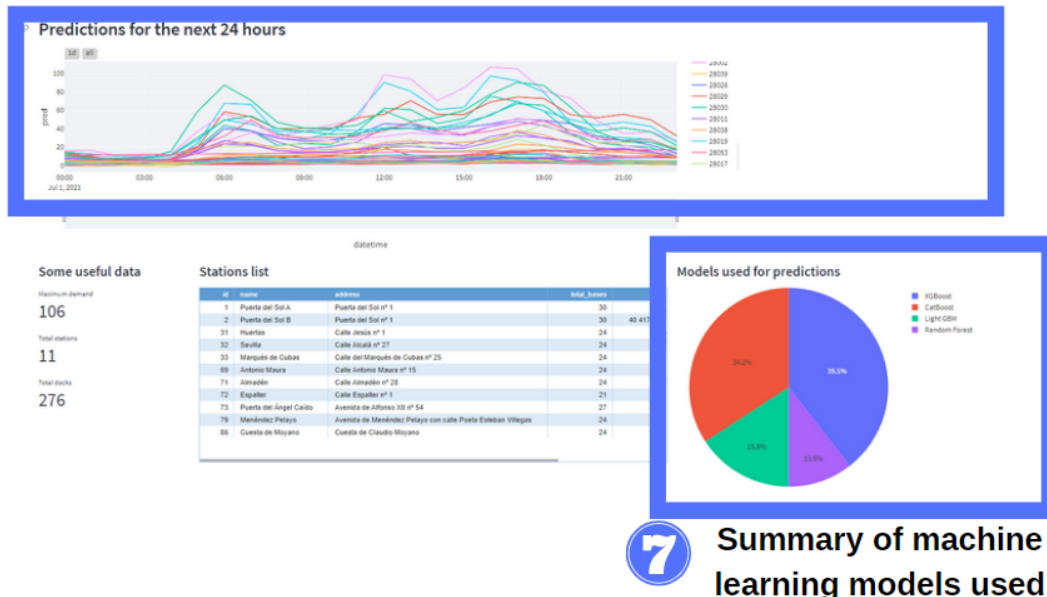 Predictions for the next 24 hours
1d all
100
80
60
40
20
0
pred
00:00 03:00 06:00 09:00 12:00 15:00 18:00 21:00
Jul 1, 2021
datetime
28002
28039
28026
28029
28030
28011
28038
28019
28053
28017
Some useful data
Maximum demand
106
Total stations
11
Total docks
276
Stations list
id name address total_bases
1 Puerta del Sol A Puerta del Sol nº 1 30
2 Puerta del Sol B Puerta del Sol nº 1 30 40.417
31 Huertas Calle Jesús nº 1 24
32 Sevilla Calle Alcalá nº 27 24
33 Marqués de Cubas Calle del Marqués de Cubas nº 25 24
69 Antonio Maura Calle Antonio Maura nº 15 24
71 Almadén Calle Almadén nº 28 24
72 Espalter Calle Espalter nº 1 21
73 Puerta del Ángel Caído Avenida de Alfonso XII nº 54 27
79 Menéndez Pelayo Avenida de Menéndez Pelayo con calle Poeta Esteban Villegas 24
86 Cuesta de Moyano Cuesta de Claudio Moyano 24
Models used for predictions
XGBoost
CatBoost
Light GBM
Random Forest
34.2%
39.5%
15.8%
10.5%
7
Summary of machine
learning models used